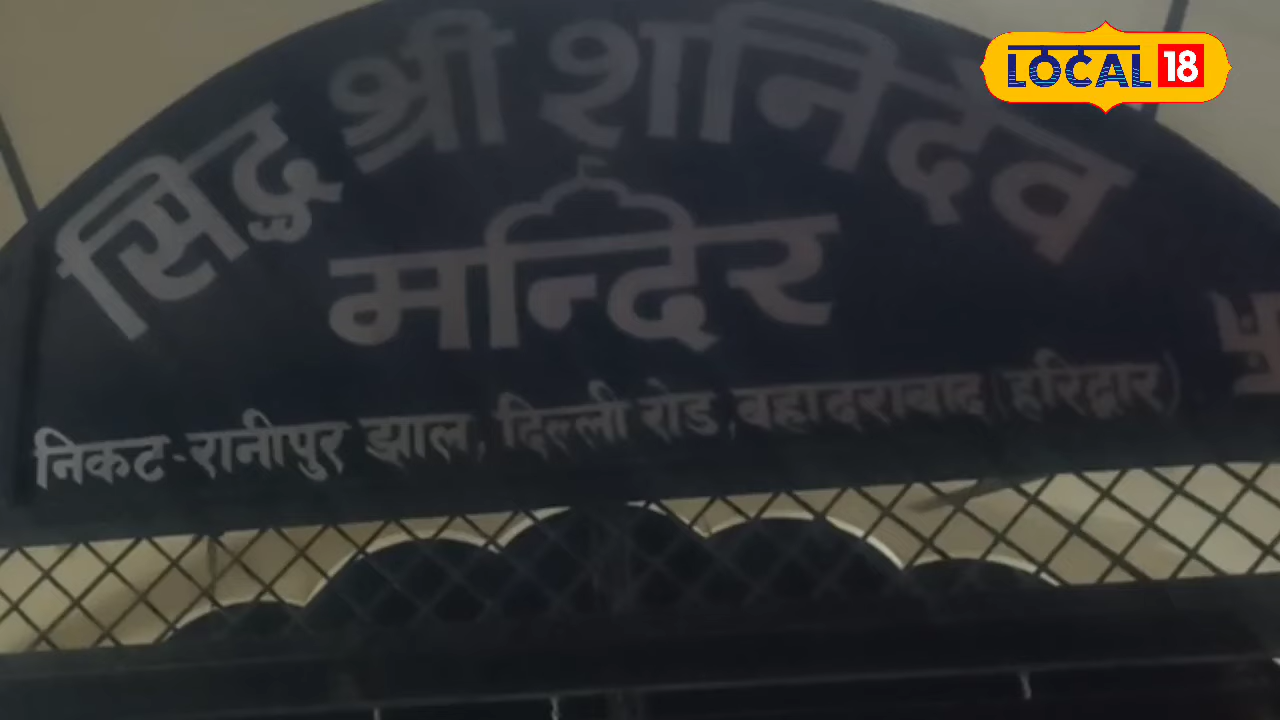 सिद्ध श्री शनिदेव
मन्दिर
निकट-रानीपुर झाल, दिल्ली रोड, बहादराबाद (हरिद्वार)
LOCAL 18